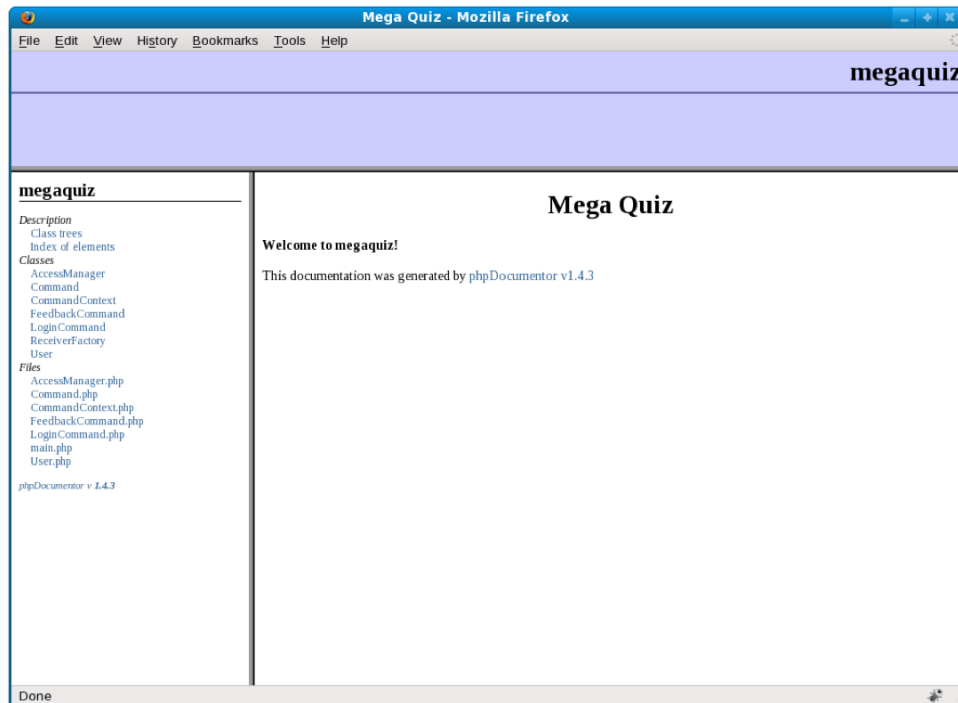 Mega Quiz - Mozilla Firefox
File Edit View History Bookmarks Tools Help
megaquiz
megaquiz
Description
Class trees
Index of elements
Classes
AccessManager
Command
CommandContext
FeedbackCommand
LoginCommand
ReceiverFactory
User
Files
AccessManager.php
Command.php
CommandContext.php
FeedbackCommand.php
LoginCommand.php
main.php
User.php
phpDocumentor v 1.4.3
Mega Quiz
Welcome to megaquiz!
This documentation was generated by phpDocumentor v1.4.3
Done